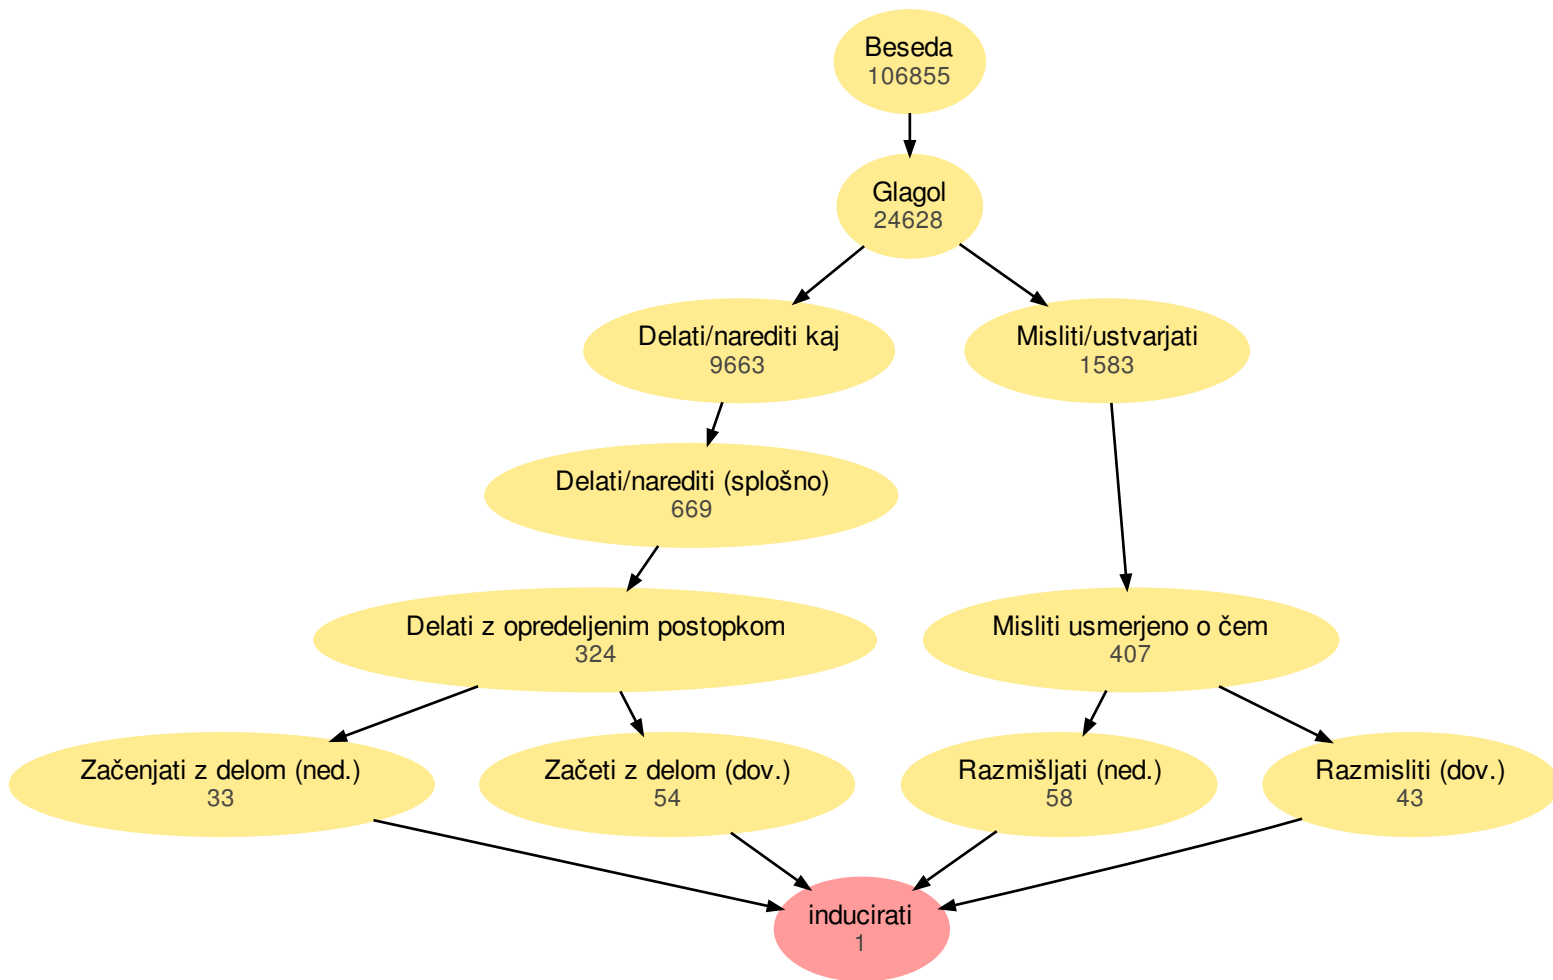 Beseda
106855
Glagol
24628
Delati/narediti kaj
9663
Misliti/ustvarjati
1583
Delati/narediti (splošno)
669
Delati z opredeljenim postopkom
324
Misliti usmerjeno o čem
407
Začenjati z delom (ned.)
33
Začeti z delom (dov.)
54
Razmišljati (ned.)
58
Razmisliti (dov.)
43
inducirati
1